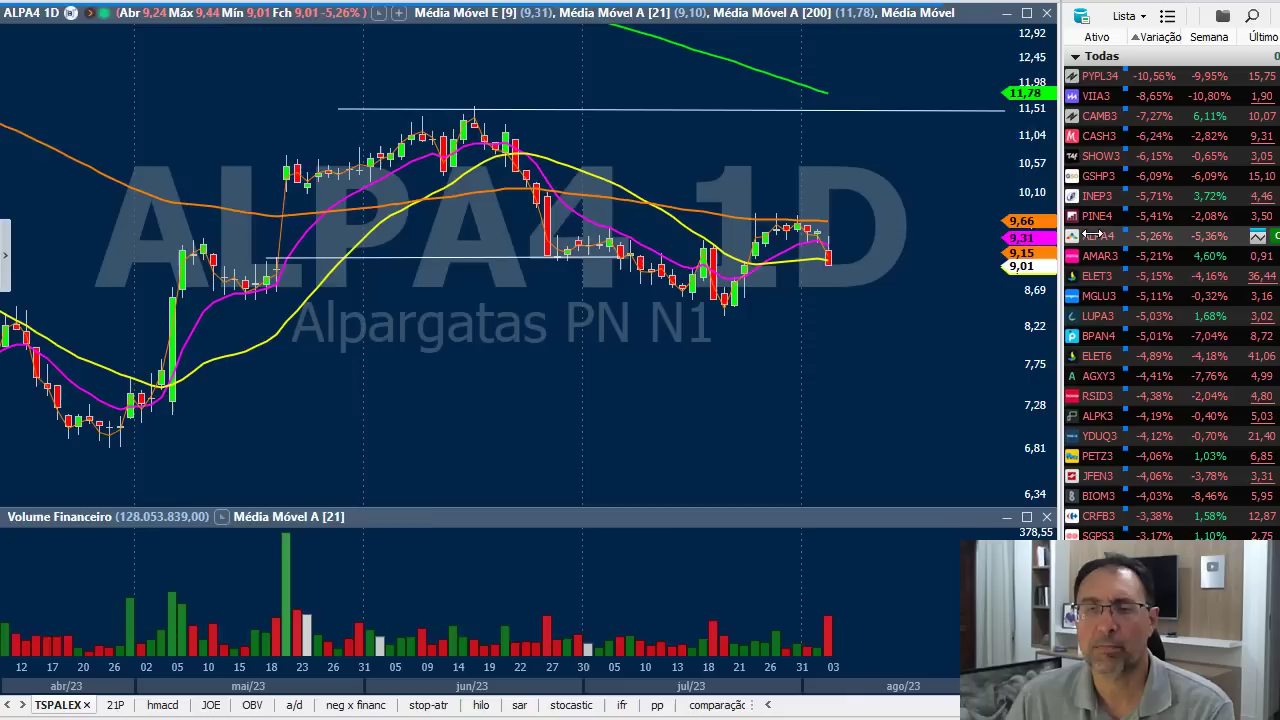 ALPA4 1D (Abr 9,24 Máx 9,44 Mín 9,01 Fch 9,01 -5,26%) Média Móvel E [9] (9,31), Média Móvel A [21] (9,10), Média Móvel A [200] (11,78), Média Móvel
Lista
Ativo Variação Semana Último
Todas
PYPL34 -10,56% -9,95% 15,75
VIIA3 -8,65% -10,80% 1,90
CAMB3 -7,27% 6,11% 10,07
CASH3 -6,24% -2,82% 9,31
SHOW3 -6,15% -0,65% 3,05
GSHP3 -6,09% -6,09% 15,10
INEP3 -5,71% 3,72% 4,46
PINE4 -5,41% -2,08% 3,50
-5,26% -5,36%
AMAR3 -5,21% 4,60% 0,91
ELET3 -5,15% -4,16% 36,44
MGLU3 -5,11% -0,32% 3,16
LUPA3 -5,03% 1,68% 3,02
BPAN4 -5,01% -7,04% 8,72
ELET6 -4,89% -4,18% 41,06
AGXY3 -4,41% -7,76% 4,99
RSID3 -4,38% -2,04% 4,80
ALPK3 -4,19% -0,40% 5,03
YDUQ3 -4,12% -0,70% 21,40
PETZ3 -4,06% 1,03% 6,85
JFEN3 -4,06% -3,78% 3,31
BIOM3 -4,03% -8,46% 5,95
CRFB3 -3,38% 1,58% 12,87
SGPS3 -3,17% 1,10% 2,75
12,92
12,45
11,98
11,78
11,51
11,04
10,57
10,10
9,66
9,31
9,15
9,01
8,69
8,22
7,75
7,28
6,81
6,34
ALPA4 1D
Alpargatas PN N1
Volume Financeiro (128.053.839,00) Média Móvel A [21]
378,55
12 17 20 26 02 05 10 15 18 23 26 31 05 09 14 19 22 27 30 05 10 13 18 21 26 31 03
abr/23 mai/23 jun/23 jul/23 ago/23
TSPALEX 21P hmacd JOE OBV a/d neg x financ stop-atr hilo sar stocastic ifr pp comparação